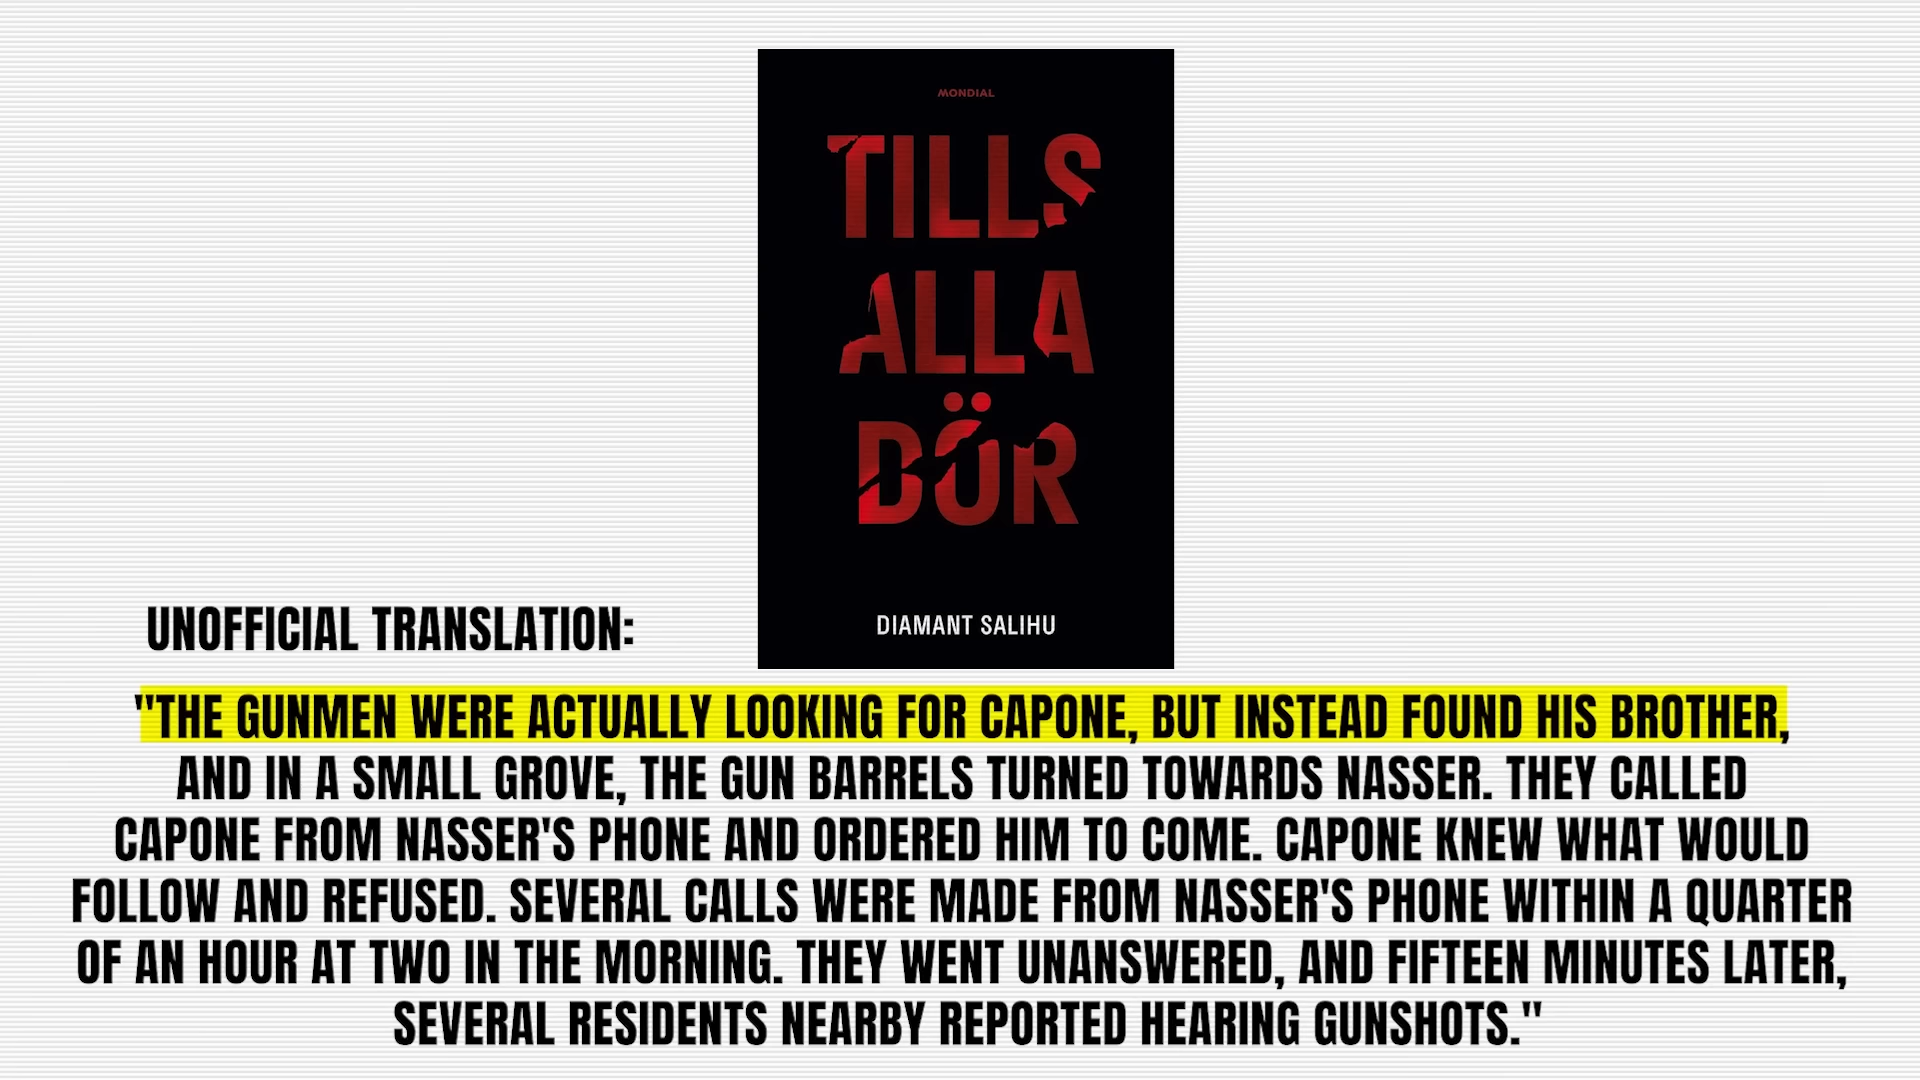 MONDIAL
TILLS
ALLA
DÖR
DIAMANT SALIHU
UNOFFICIAL TRANSLATION:
"THE GUNMEN WERE ACTUALLY LOOKING FOR CAPONE, BUT INSTEAD FOUND HIS BROTHER,
AND IN A SMALL GROVE, THE GUN BARRELS TURNED TOWARDS NASSER. THEY CALLED
CAPONE FROM NASSER'S PHONE AND ORDERED HIM TO COME. CAPONE KNEW WHAT WOULD
FOLLOW AND REFUSED. SEVERAL CALLS WERE MADE FROM NASSER'S PHONE WITHIN A QUARTER
OF AN HOUR AT TWO IN THE MORNING. THEY WENT UNANSWERED, AND FIFTEEN MINUTES LATER,
SEVERAL RESIDENTS NEARBY REPORTED HEARING GUNSHOTS."